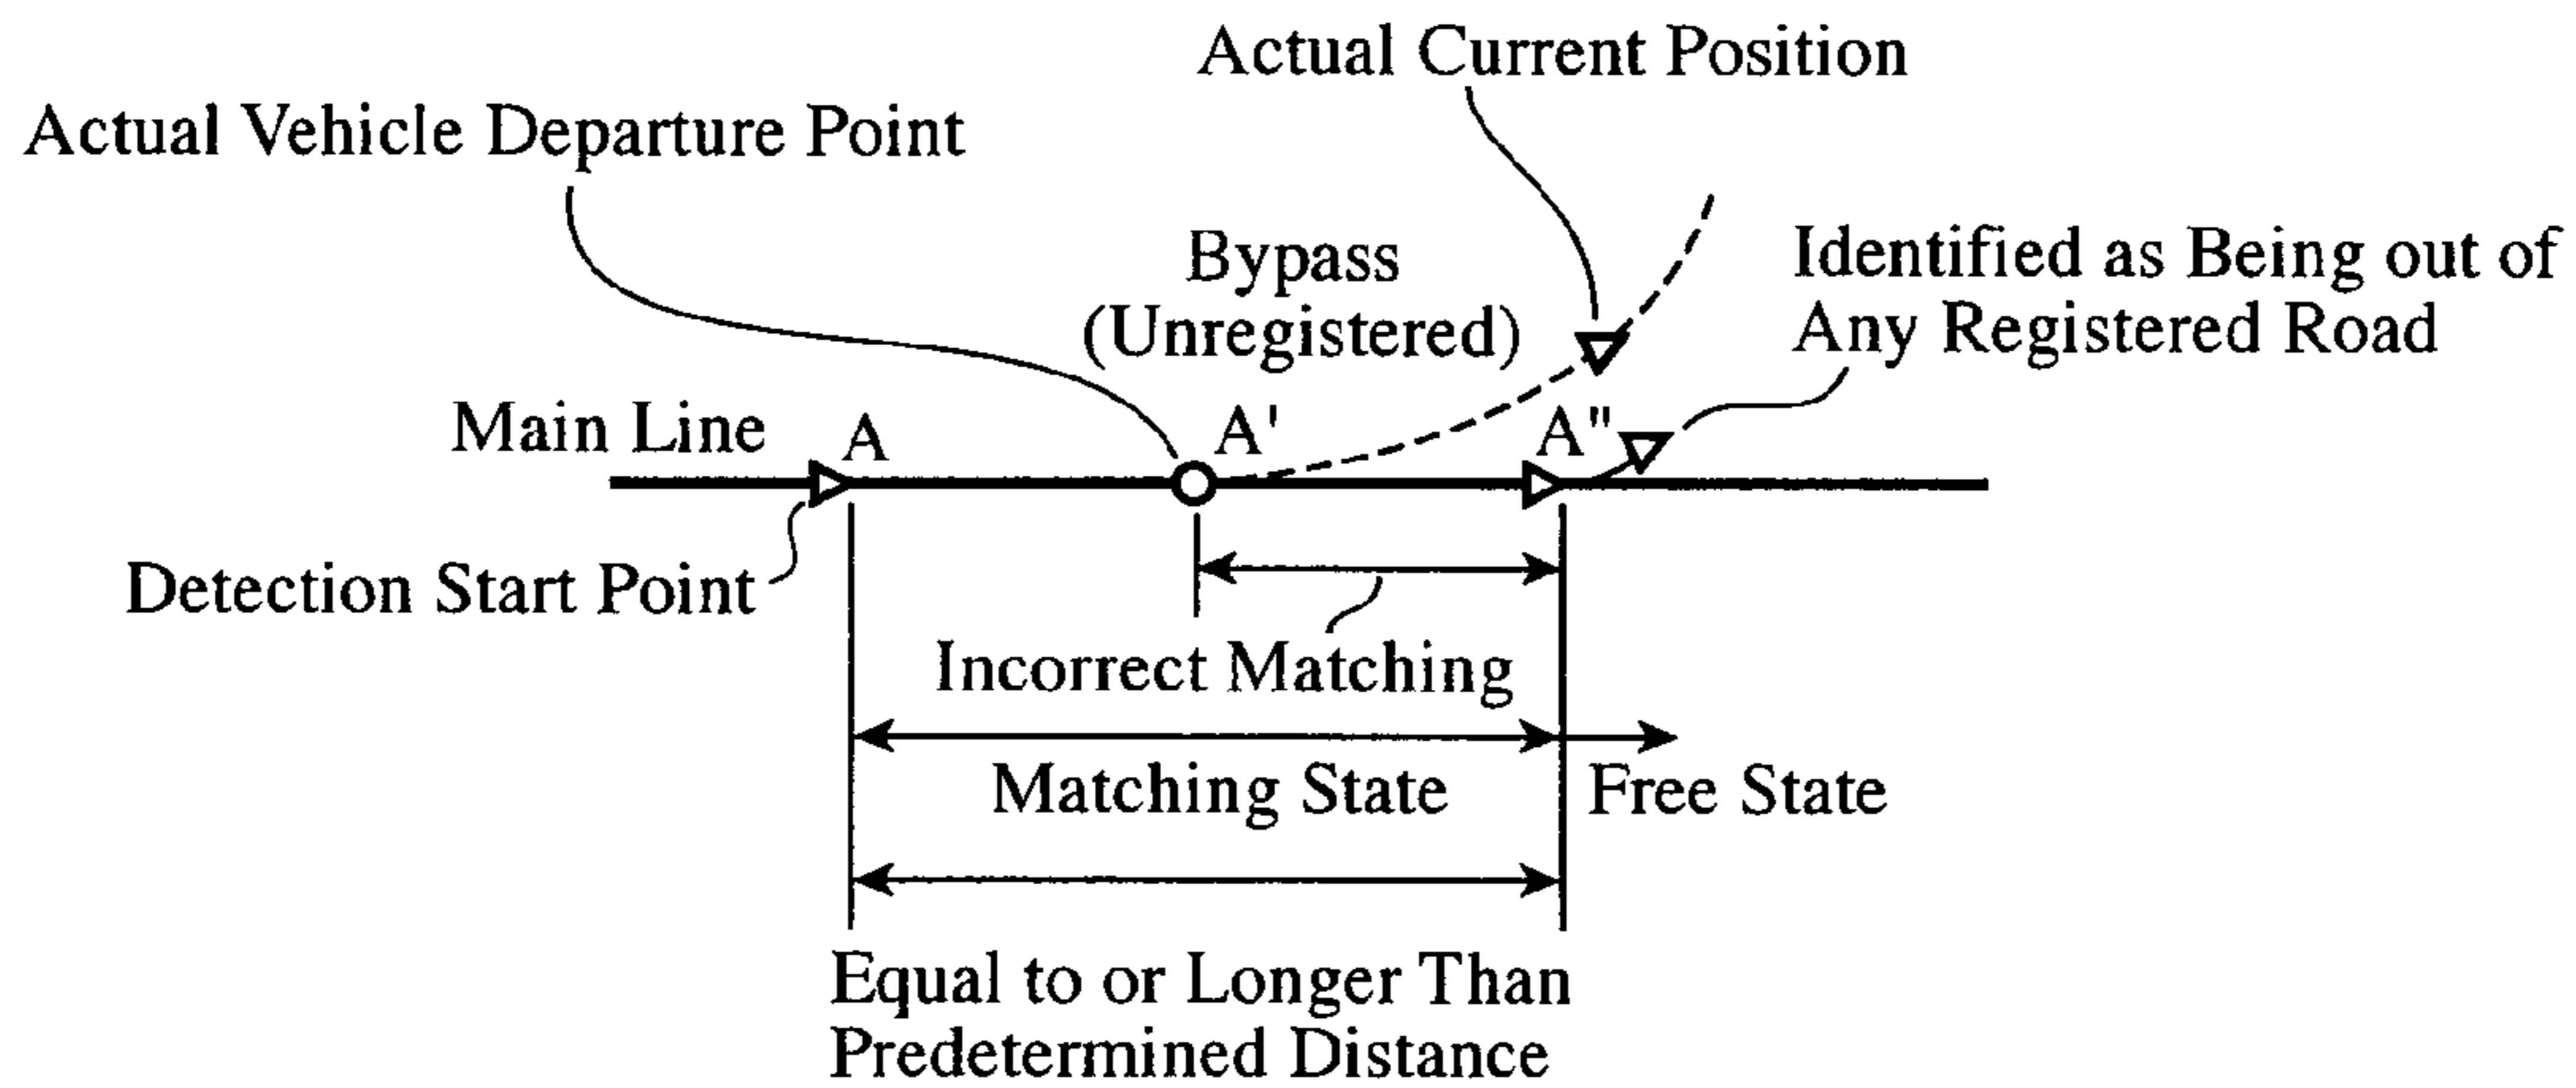 Actual Current Position
Actual Vehicle Departure Point
Bypass
(Unregistered)
Identified as Being out of
Any Registered Road
Main Line
A
A'
A"
Detection Start Point
Incorrect Matching
Matching State
Free State
Equal to or Longer Than
Predetermined Distance